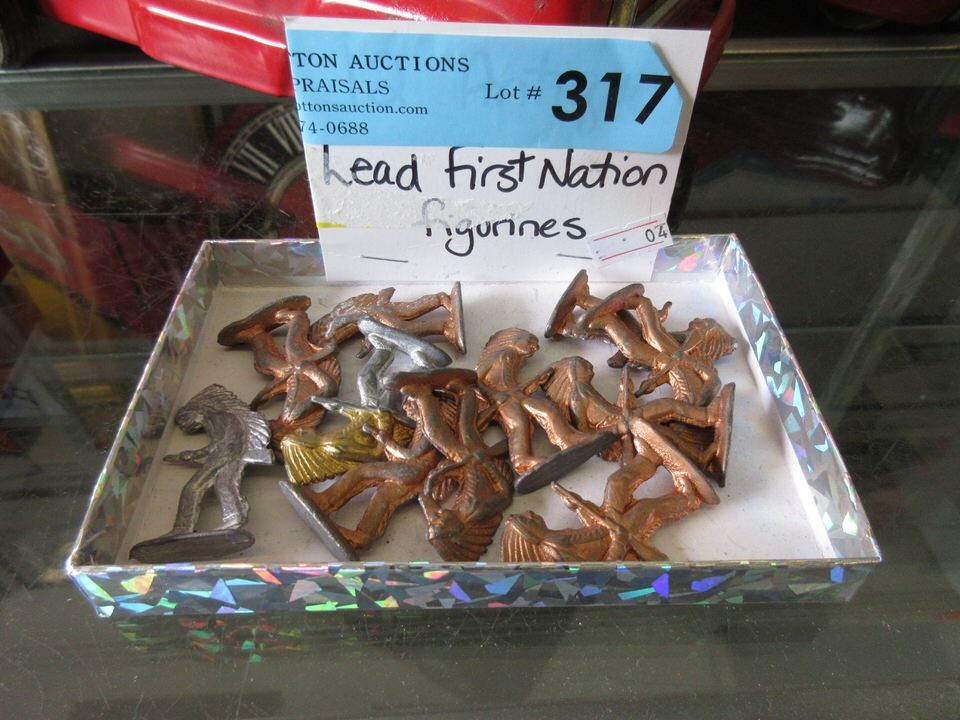 TON AUCTIONS
PRAISALS
ottonsauction.com
74-0688
Lot # 317
Lead First Nation
figurines
04